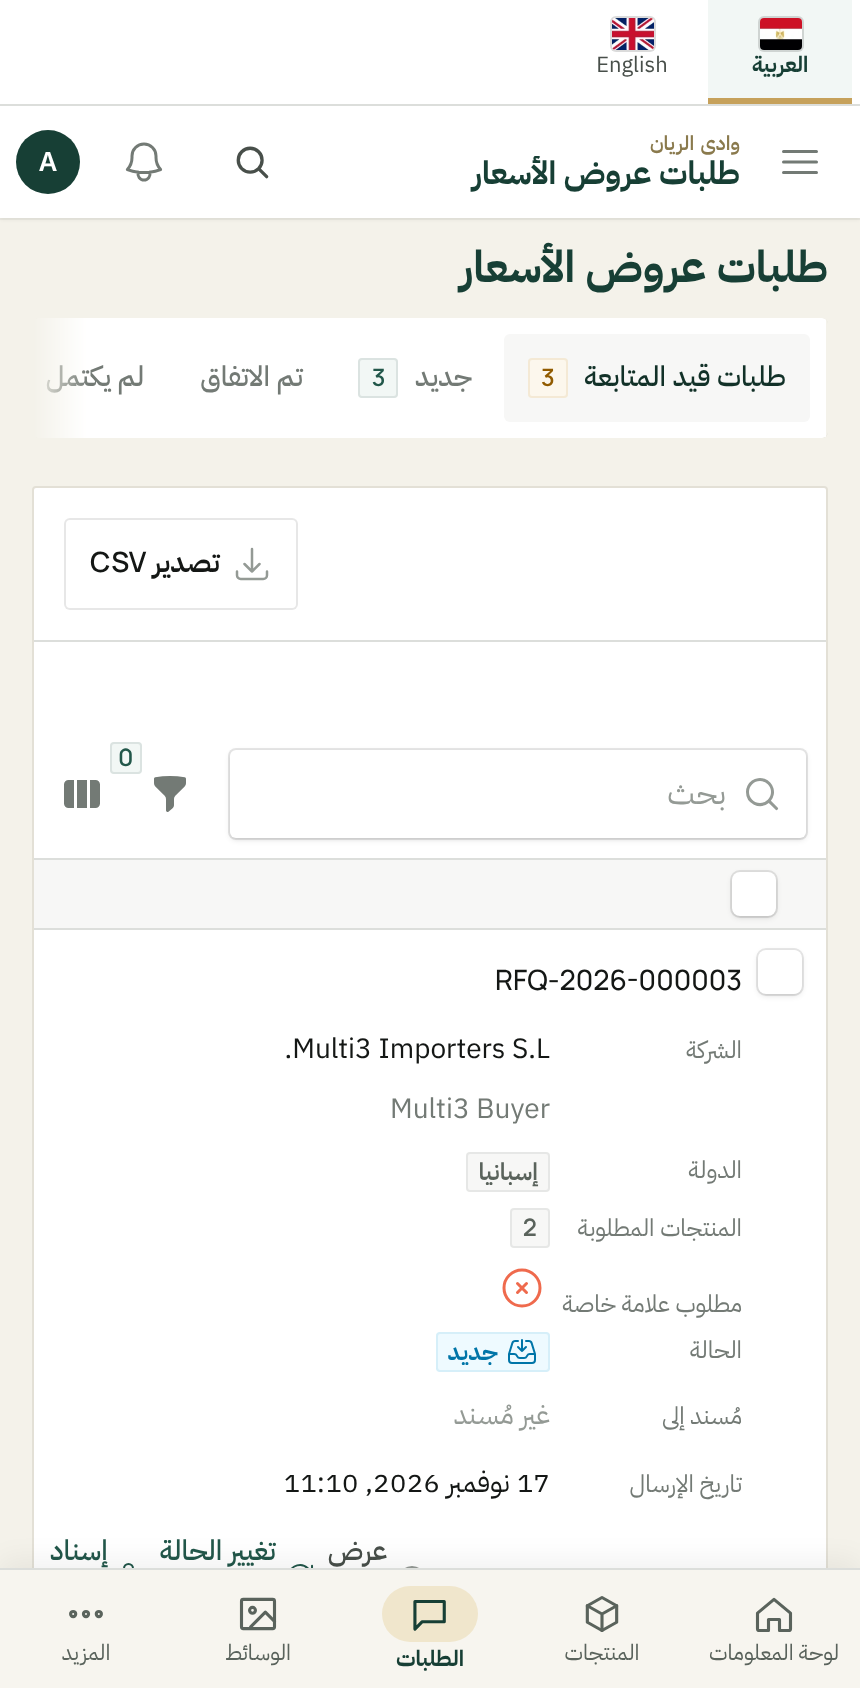 العربية
English
وادى الريان
طلبات عروض الأسعار
A
طلبات عروض الأسعار
طلبات قيد المتابعة 3
جديد 3
تم الاتفاق
لم يكتمل
تصدير CSV
0
بحث
RFQ-2026-000003
الشركة Multi3 Importers S.L.
Multi3 Buyer
الدولة إسبانيا
المنتجات المطلوبة 2
مطلوب علامة خاصة
الحالة جديد
مُسند إلى غير مُسند
تاريخ الإرسال 17 نوفمبر 2026, 11:10
عرض تغيير الحالة إسناد
لوحة المعلومات
المنتجات
الطلبات
الوسائط
المزيد